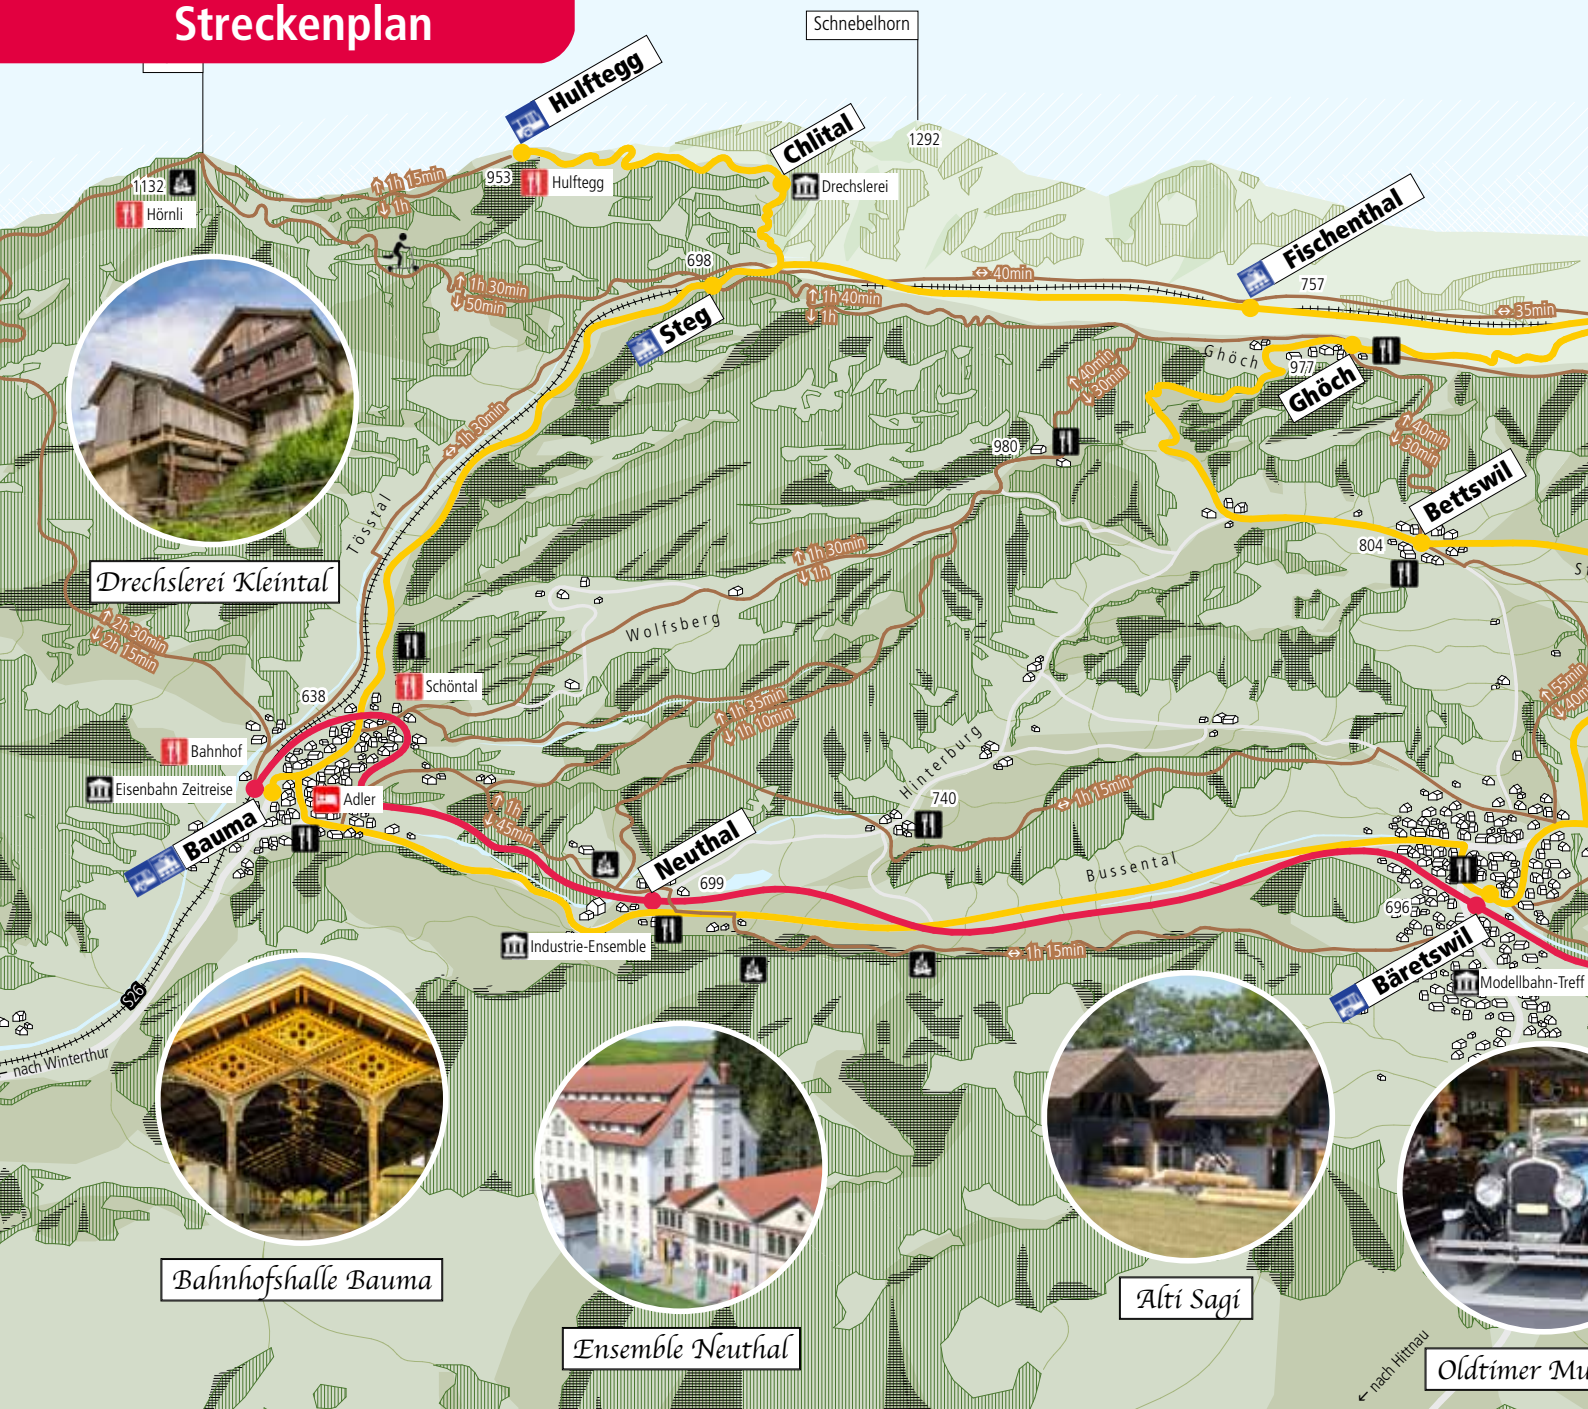 Streckenplan
Schnebelhorn
Hulftegg
Chlital
1292
1132
Hörnli
↑ 1h 15min
↓ 1h
953
Hulftegg
Drechslerei
Fischenthal
698
↔ 40min
757
↑ 1h 30min
↓ 50min
↑ 1h 40min
↓ 1h
↔ 35min
Steg
Ghöch
977
Ghöch
↑ 40min
↓ 30min
↔ 1h 30min
↑ 40min
↓ 30min
980
Bettswil
Tösstal
804
↑ 1h 30min
↓ 1h
Drechslerei Kleintal
↑ 2h 30min
↓ 2h 15min
Wolfsberg
Schöntal
638
↑ 55min
↓ 40m
↑ 1h 35min
↓ 1h 10min
Bahnhof
Eisenbahn Zeitreise
Adler
Hinterburg
740
↔ 1h 15min
↑ 1h
↓ 45min
Bauma
Neuthal
699
Bussental
696
Industrie-Ensemble
↔ 1h 15min
Bäretswil
Modellbahn-Treff
S26
← nach Winterthur
Bahnhofshalle Bauma
Alti Sagi
Ensemble Neuthal
← nach Hittnau
Oldtimer Mu